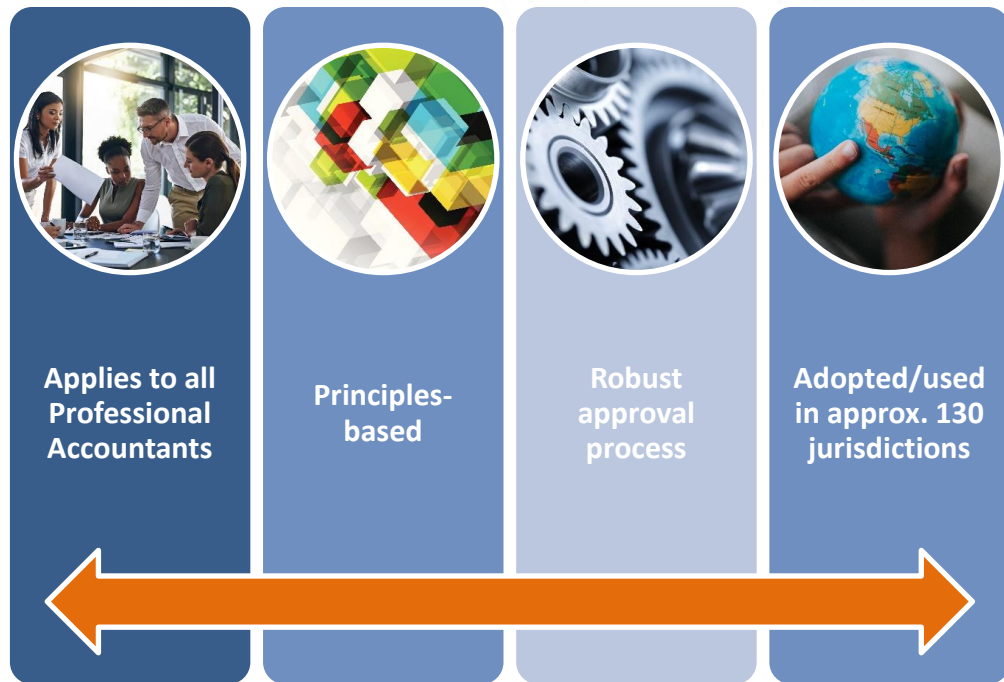 Applies to all
Professional
Accountants
Principles-
based
Robust
approval
process
Adopted/used
in approx. 130
jurisdictions